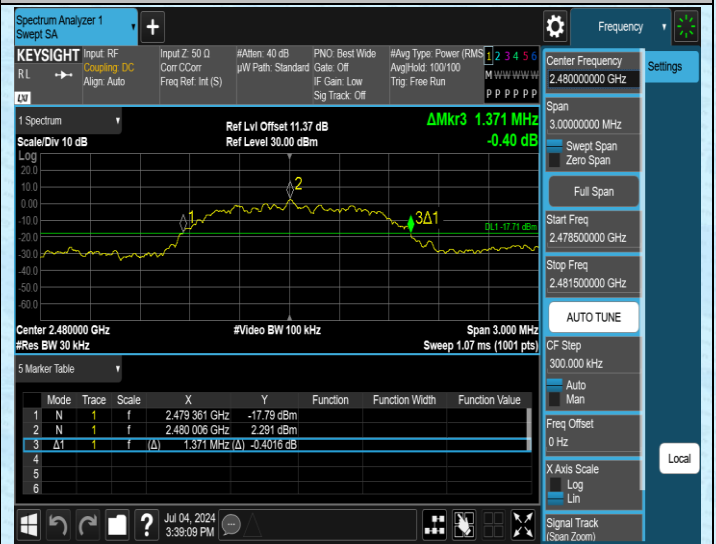 Spectrum Analyzer 1
Swept SA
+
Frequency
KEYSIGHT
RL
LXI
Input: RF
Coupling: DC
Align: Auto
Input Z: 50 Ω
Corr CCorr
Freq Ref: Int (S)
#Atten: 40 dB
µW Path: Standard
PNO: Best Wide
Gate: Off
IF Gain: Low
Sig Track: Off
#Avg Type: Power (RMS
Avg|Hold: 100/100
Trig: Free Run
1 2 3 4 5 6
M W W W W W
P P P P P P
1 Spectrum
Scale/Div 10 dB
Ref Lvl Offset 11.37 dB
Ref Level 30.00 dBm
ΔMkr3 1.371 MHz
-0.40 dB
Log
20.0
10.0
0.00
-10.0
-20.0
-30.0
-40.0
-50.0
-60.0
1
2
3Δ1
DL1 -17.71 dBm
Center 2.480000 GHz
#Video BW 100 kHz
Span 3.000 MHz
#Res BW 30 kHz
Sweep 1.07 ms (1001 pts)
5 Marker Table
Mode Trace Scale X Y Function Function Width Function Value
1 N 1 f 2.479 361 GHz -17.79 dBm
2 N 1 f 2.480 006 GHz 2.291 dBm
3 Δ1 1 f (Δ) 1.371 MHz (Δ) -0.4016 dB
4
5
6
?
Jul 04, 2024
3:39:09 PM
Center Frequency
2.480000000 GHz
Settings
Span
3.00000000 MHz
Swept Span
Zero Span
Full Span
Start Freq
2.478500000 GHz
Stop Freq
2.481500000 GHz
AUTO TUNE
CF Step
300.000 kHz
Auto
Man
Freq Offset
0 Hz
X Axis Scale
Log
Lin
Local
Signal Track
(Span Zoom)